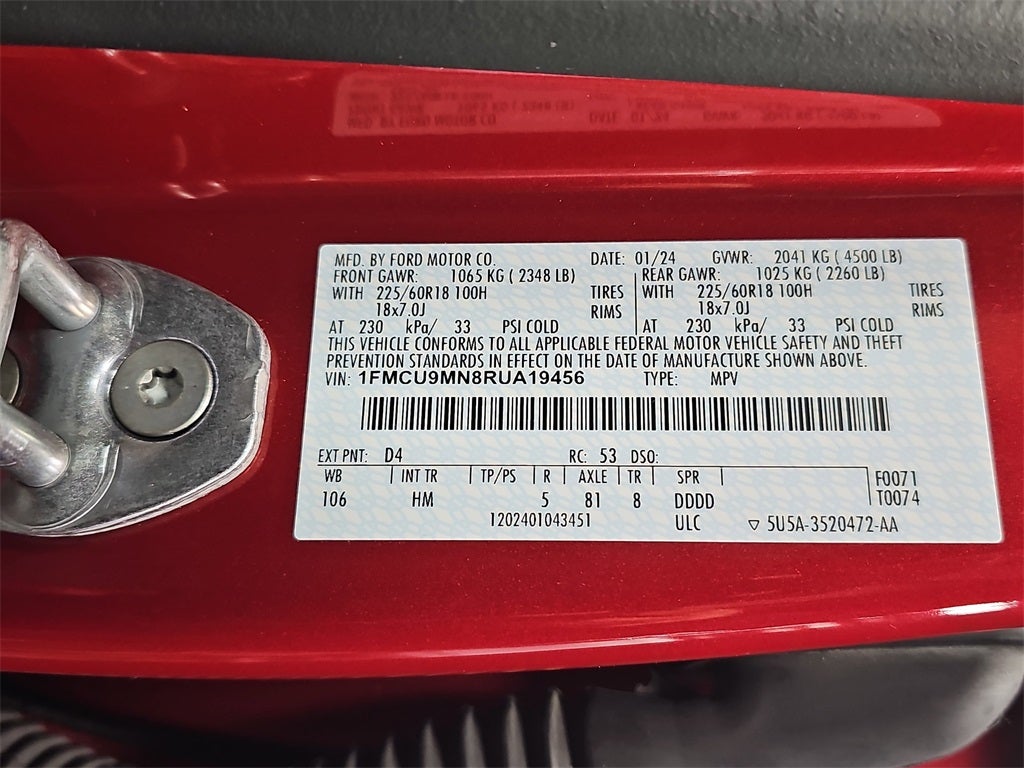 MFD. BY FORD MOTOR CO. DATE: 01/24 GVWR: 2041 KG ( 4500 LB)
FRONT GAWR: 1065 KG ( 2348 LB) REAR GAWR: 1025 KG ( 2260 LB)
WITH 225/60R18 100H TIRES WITH 225/60R18 100H TIRES
18x7.0J RIMS 18x7.0J RIMS
AT 230 kPa/ 33 PSI COLD AT 230 kPa/ 33 PSI COLD
THIS VEHICLE CONFORMS TO ALL APPLICABLE FEDERAL MOTOR VEHICLE SAFETY AND THEFT
PREVENTION STANDARDS IN EFFECT ON THE DATE OF MANUFACTURE SHOWN ABOVE.
VIN: 1FMCU9MN8RUA19456 TYPE: MPV
EXT PNT: D4 RC: 53 DSO:
WB INT TR TP/PS R AXLE TR SPR F0071
106 HM 5 81 8 DDDD T0074
1202401043451 ULC ▽ 5U5A-3520472-AA